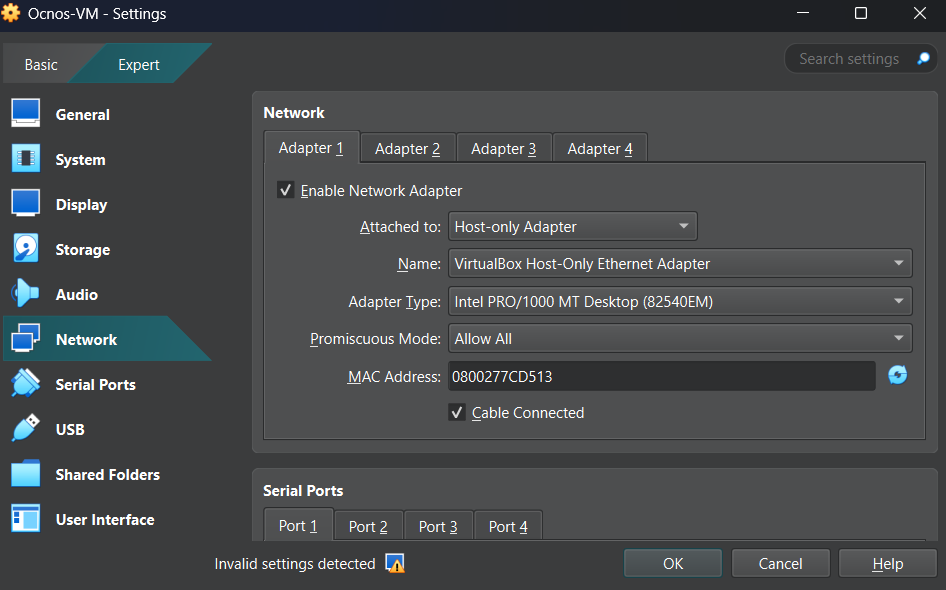 Ocnos-VM - Settings
Basic Expert Search settings
General
System
Display
Storage
Audio
Network
Serial Ports
USB
Shared Folders
User Interface
Network
Adapter 1 Adapter 2 Adapter 3 Adapter 4
Enable Network Adapter
Attached to: Host-only Adapter
Name: VirtualBox Host-Only Ethernet Adapter
Adapter Type: Intel PRO/1000 MT Desktop (82540EM)
Promiscuous Mode: Allow All
MAC Address: 0800277CD513
Cable Connected
Serial Ports
Port 1 Port 2 Port 3 Port 4
Invalid settings detected OK Cancel Help